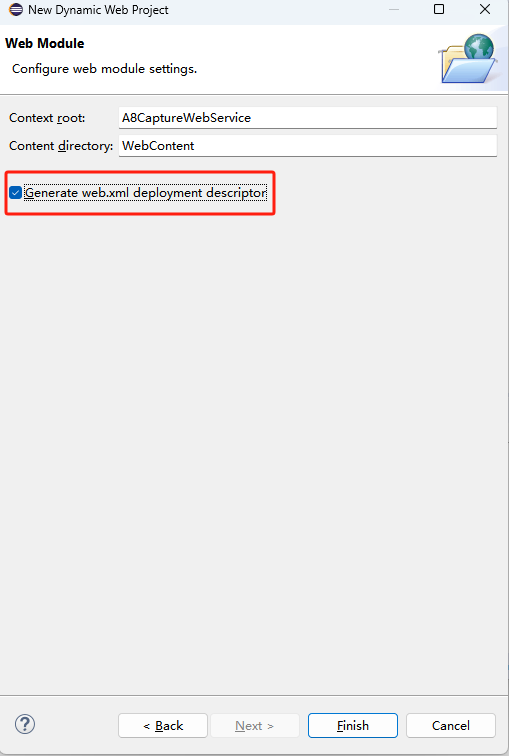 New Dynamic Web Project
Web Module
Configure web module settings.
Context root: A8CaptureWebService
Content directory: WebContent
Generate web.xml deployment descriptor
? < Back Next > Finish Cancel